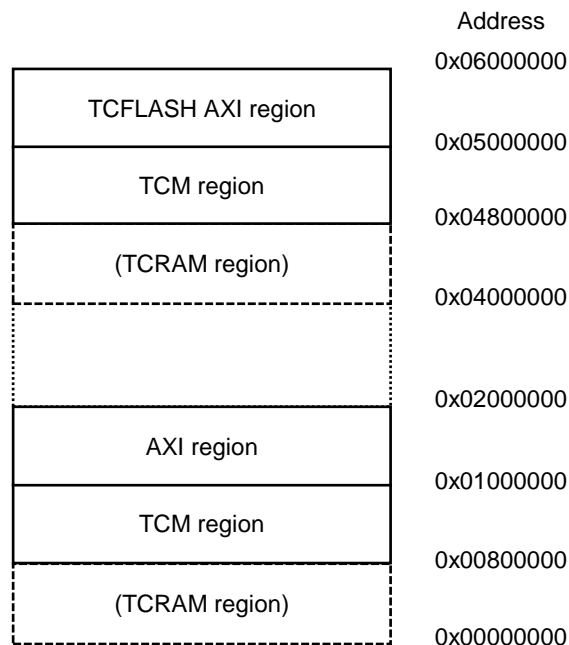 Address
0x06000000
TCFLASH AXI region
0x05000000
TCM region
0x04800000
(TCRAM region)
0x04000000
0x02000000
AXI region
0x01000000
TCM region
0x00800000
(TCRAM region)
0x00000000